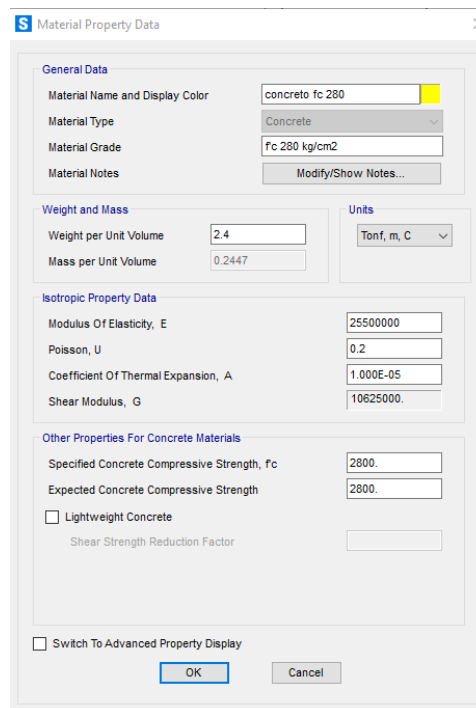 S Material Property Data
General Data
Material Name and Display Color concreto fc 280
Material Type Concrete
Material Grade f'c 280 kg/cm2
Material Notes Modify/Show Notes...
Weight and Mass Units
Weight per Unit Volume 2.4 Tonf, m, C
Mass per Unit Volume 0.2447
Isotropic Property Data
Modulus Of Elasticity, E 25500000
Poisson, U 0.2
Coefficient Of Thermal Expansion, A 1.000E-05
Shear Modulus, G 10625000.
Other Properties For Concrete Materials
Specified Concrete Compressive Strength, f'c 2800.
Expected Concrete Compressive Strength 2800.
Lightweight Concrete
Shear Strength Reduction Factor
Switch To Advanced Property Display
OK Cancel